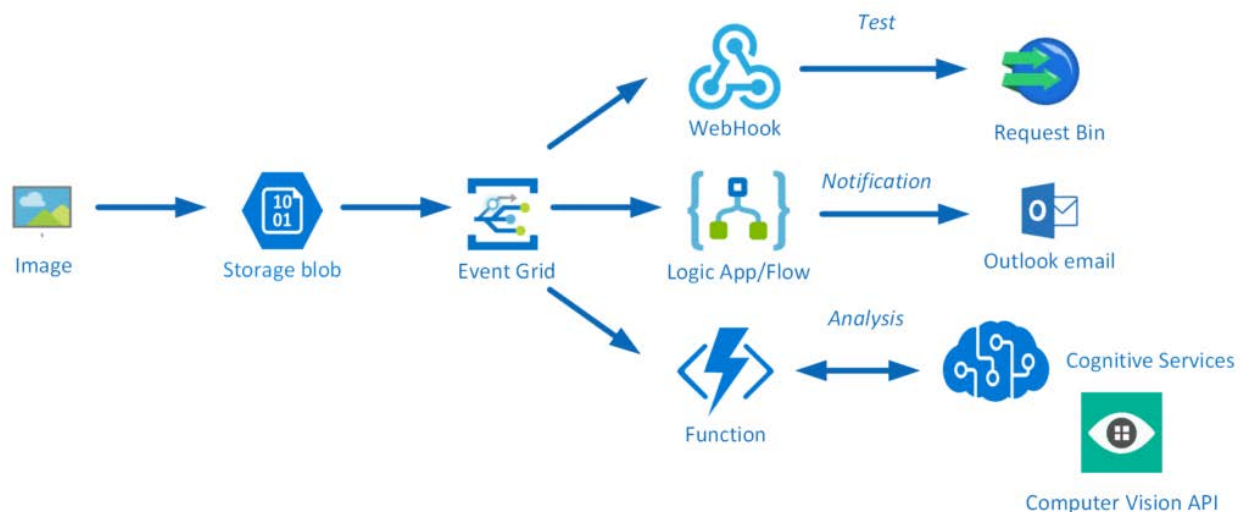 Test
WebHook
Request Bin
Image
10
01
Storage blob
Event Grid
Notification
Logic App/Flow
O
Outlook email
Analysis
Function
Cognitive Services
Computer Vision API